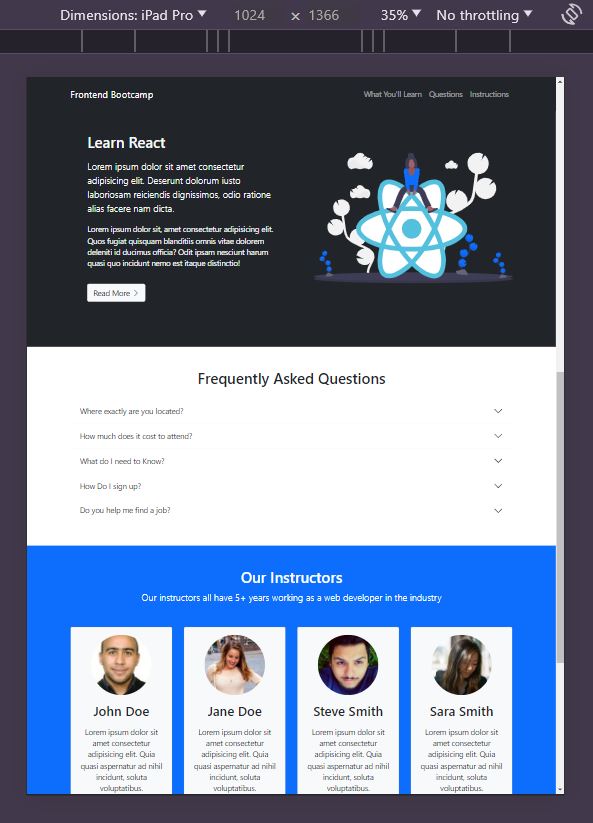 Dimensions: iPad Pro 1024 × 1366 35% No throttling
Frontend Bootcamp What You'll Learn Questions Instructions
Learn React
Lorem ipsum dolor sit amet consectetur
adipisicing elit. Deserunt dolorum iusto
laboriosam reiciendis dignissimos, odio ratione
alias facere nam dicta.
Lorem ipsum dolor sit, amet consectetur adipisicing elit.
Quos fugiat quisquam blanditiis omnis vitae dolorem
deleniti id ducimus officia? Odit ipsam nesciunt harum
quasi quo incidunt nemo est itaque distinctio!
Read More
Frequently Asked Questions
Where exactly are you located?
How much does it cost to attend?
What do I need to Know?
How Do I sign up?
Do you help me find a job?
Our Instructors
Our instructors all have 5+ years working as a web developer in the industry
John Doe
Lorem ipsum dolor sit
amet consectetur
adipisicing elit. Quia
quasi aspernatur ad nihil
incidunt, soluta
voluptatibus.
Jane Doe
Lorem ipsum dolor sit
amet consectetur
adipisicing elit. Quia
quasi aspernatur ad nihil
incidunt, soluta
voluptatibus.
Steve Smith
Lorem ipsum dolor sit
amet consectetur
adipisicing elit. Quia
quasi aspernatur ad nihil
incidunt, soluta
voluptatibus.
Sara Smith
Lorem ipsum dolor sit
amet consectetur
adipisicing elit. Quia
quasi aspernatur ad nihil
incidunt, soluta
voluptatibus.